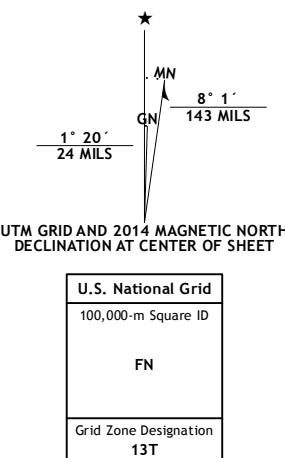 ★
MN
8° 1´
143 MILS
GN
1° 20´
24 MILS
UTM GRID AND 2014 MAGNETIC NORTH
DECLINATION AT CENTER OF SHEET
U.S. National Grid
100,000-m Square ID
FN
Grid Zone Designation
13T